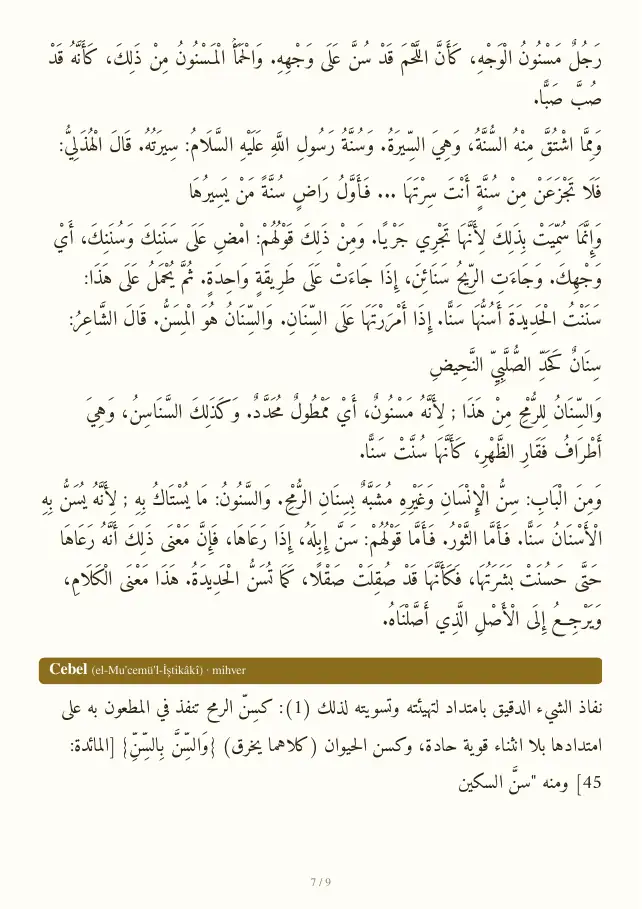 رَجُلٌ مَسْنُونُ الْوَجْهِ، كَأَنَّ اللَّحْمَ قَدْ سُنَّ عَلَى وَجْهِهِ. وَالْحَمَأُ الْمَسْنُونُ مِنْ ذَلِكَ، كَأَنَّهُ قَدْ
صُبَّ صَبًّا.
وَمِمَّا اشْتُقَّ مِنْهُ السُّنَّةُ، وَهِيَ السِّيرَةُ. وَسُنَّةُ رَسُولِ اللَّهِ عَلَيْهِ السَّلَامُ: سِيرَتُهُ. قَالَ الْهُذَلِيُّ:
فَلَا تَجْزَعَنْ مِنْ سُنَّةٍ أَنْتَ سِرْتَهَا ... فَأَوَّلُ رَاضٍ سُنَّةً مَنْ يَسِيرُهَا
وَإِنَّمَا سُمِّيَتْ بِذَلِكَ لِأَنَّهَا تَجْرِي جَرْيًا. وَمِنْ ذَلِكَ قَوْلُهُمْ: امْضِ عَلَى سَنَنِكَ وَسُنَنِكَ، أَيْ
وَجْهِكَ. وَجَاءَتِ الرِّيحُ سَنَائِنَ، إِذَا جَاءَتْ عَلَى طَرِيقَةٍ وَاحِدَةٍ. ثُمَّ يُحْمَلُ عَلَى هَذَا:
سَنَنْتُ الْحَدِيدَةَ أَسُنُّهَا سَنًّا. إِذَا أَمْرَرْتَهَا عَلَى السِّنَانِ. وَالسِّنَانُ هُوَ الْمِسَنُّ. قَالَ الشَّاعِرُ:
سِنَانٌ كَحَدِّ الصُّلَّبِيِّ النَّحِيضِ
وَالسِّنَانُ لِلرُّمْحِ مِنْ هَذَا ; لِأَنَّهُ مَسْنُونٌ، أَيْ مَمْطُولٌ مُحَدَّدٌ. وَكَذَلِكَ السَّنَاسِنُ، وَهِيَ
أَطْرَافُ فَقَارِ الظَّهْرِ، كَأَنَّهَا سُنَّتْ سَنًّا.
وَمِنَ الْبَابِ: سِنُّ الْإِنْسَانِ وَغَيْرِهِ مُشَبَّهٌ بِسِنَانِ الرُّمْحِ. وَالسَّنُونُ: مَا يُسْتَاكُ بِهِ ; لِأَنَّهُ يُسَنُّ بِهِ
الْأَسْنَانُ سَنًّا. فَأَمَّا الثَّوْرُ. فَأَمَّا قَوْلُهُمْ: سَنَّ إِبِلَهُ، إِذَا رَعَاهَا، فَإِنَّ مَعْنَى ذَلِكَ أَنَّهُ رَعَاهَا
حَتَّى حَسُنَتْ بَشَرَتُهَا، فَكَأَنَّهَا قَدْ صُقِلَتْ صَقْلًا، كَمَا تُسَنُّ الْحَدِيدَةُ. هَذَا مَعْنَى الْكَلَامِ،
وَيَرْجِعُ إِلَى الْأَصْلِ الَّذِي أَصَّلْنَاهُ.
Cebel (el-Mu'cemü'l-İştikâkî) · mihver
نفاذ الشيء الدقيق بامتداد لتهيئته وتسويته لذلك (1): كسِنّ الرمح تنفذ في المطعون به على
امتدادها بلا انثناء قوية حادة، وكسن الحيوان (كلاهما يخرق) {وَالسِّنَّ بِالسِّنِّ} [المائدة:
45] ومنه "سنَّ السكين
7 / 9